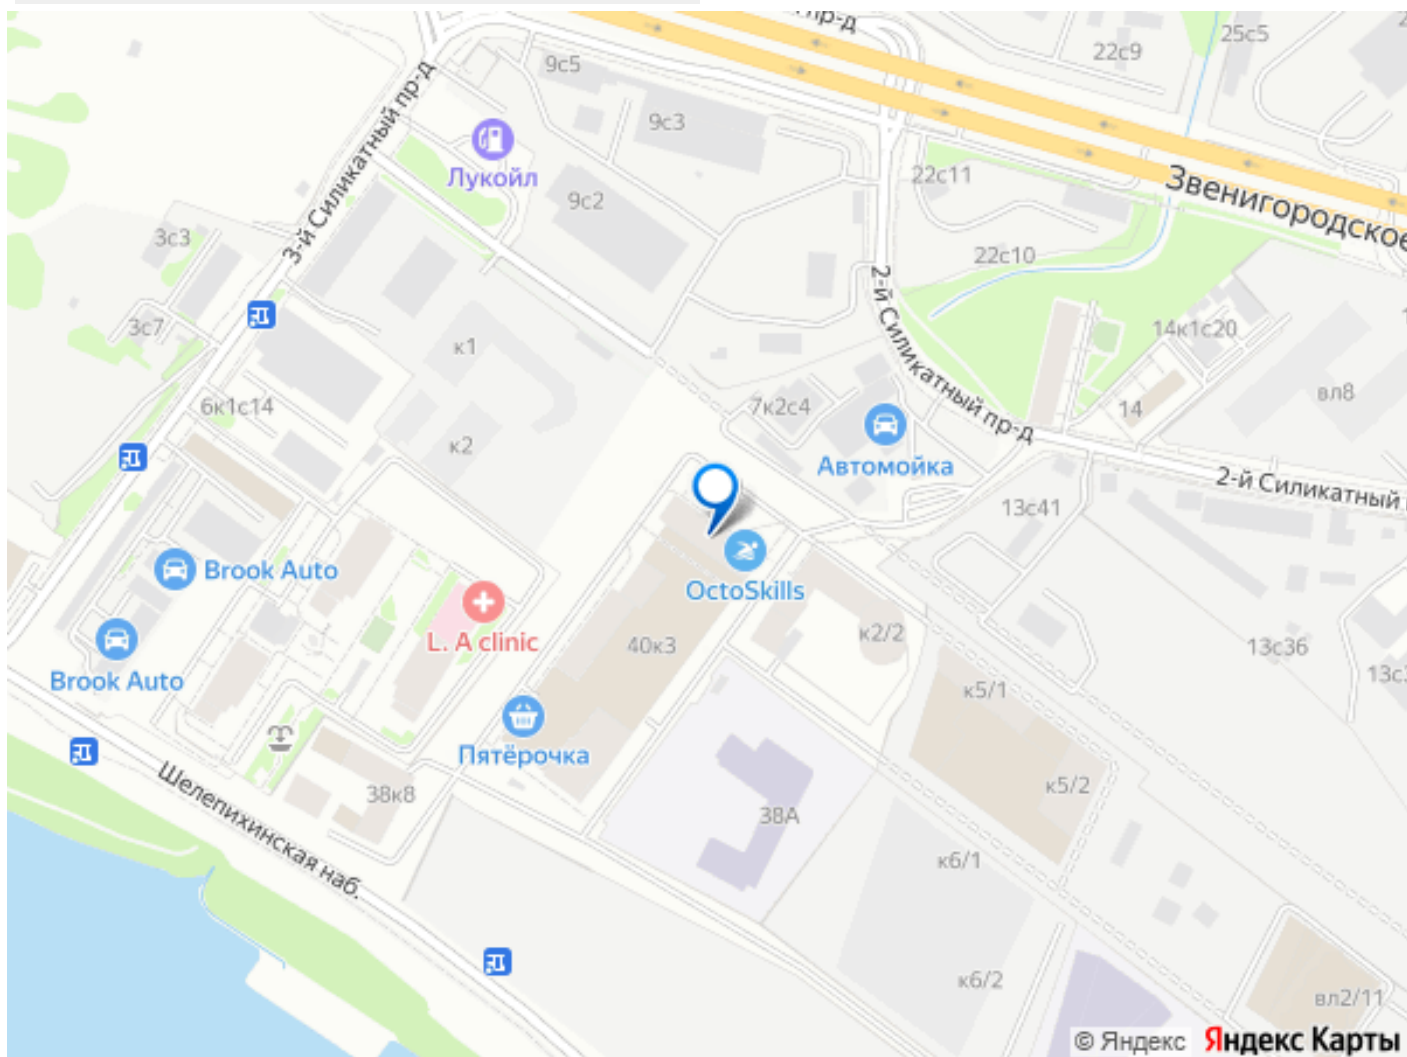 пр-д
25с5
22с9
9с5
3-й Силикатный пр-д
9с3
Лукойл
22с11
Звенигородское
9с2
3с3
22с10
2-й Силикатный пр-д
3с7
14к1с20
к1
вл8
6к1с14
7к2с4
14
к2
Автомойка
2-й Силикатный
13с41
Brook Auto
OctoSkills
L. A clinic
к2/2
40к3
13с36
Brook Auto
к5/1
Пятёрочка
Шелепихинская наб.
38к8
к5/2
38А
к6/1
к6/2
вл2/11
© Яндекс Яндекс Карты